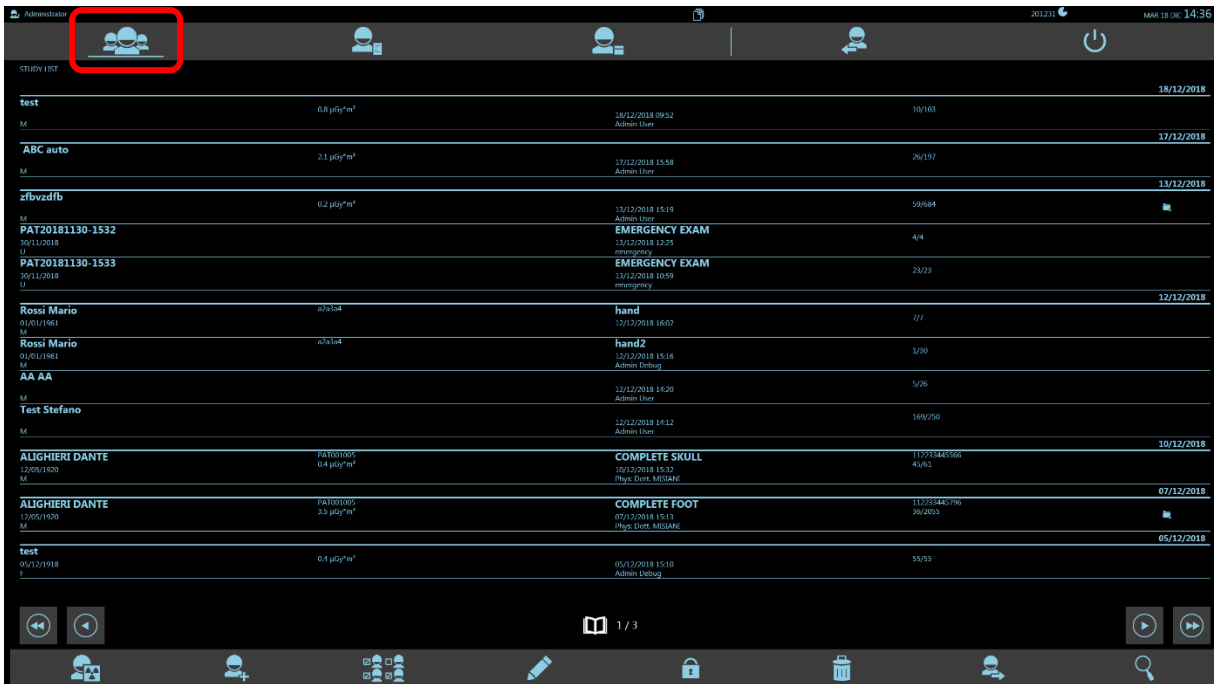 Administrator 203,231 MAR 18 DIC 14:36
STUDY LIST
18/12/2018
test
0.8 µGy*m² 10/103
18/12/2018 09:52
M Admin User
17/12/2018
ABC auto
2.1 µGy*m² 26/197
17/12/2018 15:58
M Admin User
13/12/2018
zfbvzdfb
0.2 µGy*m² 59/684
13/12/2018 15:19
M Admin User
PAT20181130-1532 EMERGENCY EXAM
30/11/2018 13/12/2018 12:25 4/4
U emergency
PAT20181130-1533 EMERGENCY EXAM
30/11/2018 13/12/2018 10:59 23/23
U emergency
12/12/2018
Rossi Mario a2a3a4 hand
01/01/1961 12/12/2018 16:02 7/7
M
Rossi Mario a2a3a4 hand2
01/01/1961 12/12/2018 15:16 1/30
M Admin Debug
AA AA
12/12/2018 14:20 5/26
M Admin User
Test Stefano
12/12/2018 14:12 169/250
M Admin User
10/12/2018
ALIGHIERI DANTE PAT001005 COMPLETE SKULL 112233445566
12/05/1920 0.4 µGy*m² 10/12/2018 15:32 45/61
M Phys: Dott. MISIANI
07/12/2018
ALIGHIERI DANTE PAT001005 COMPLETE FOOT 112233445796
12/05/1920 3.5 µGy*m² 07/12/2018 15:13 36/2055
M Phys: Dott. MISIANI
05/12/2018
test
05/12/1918 0.4 µGy*m² 05/12/2018 15:10 55/55
F Admin Debug
1 / 3